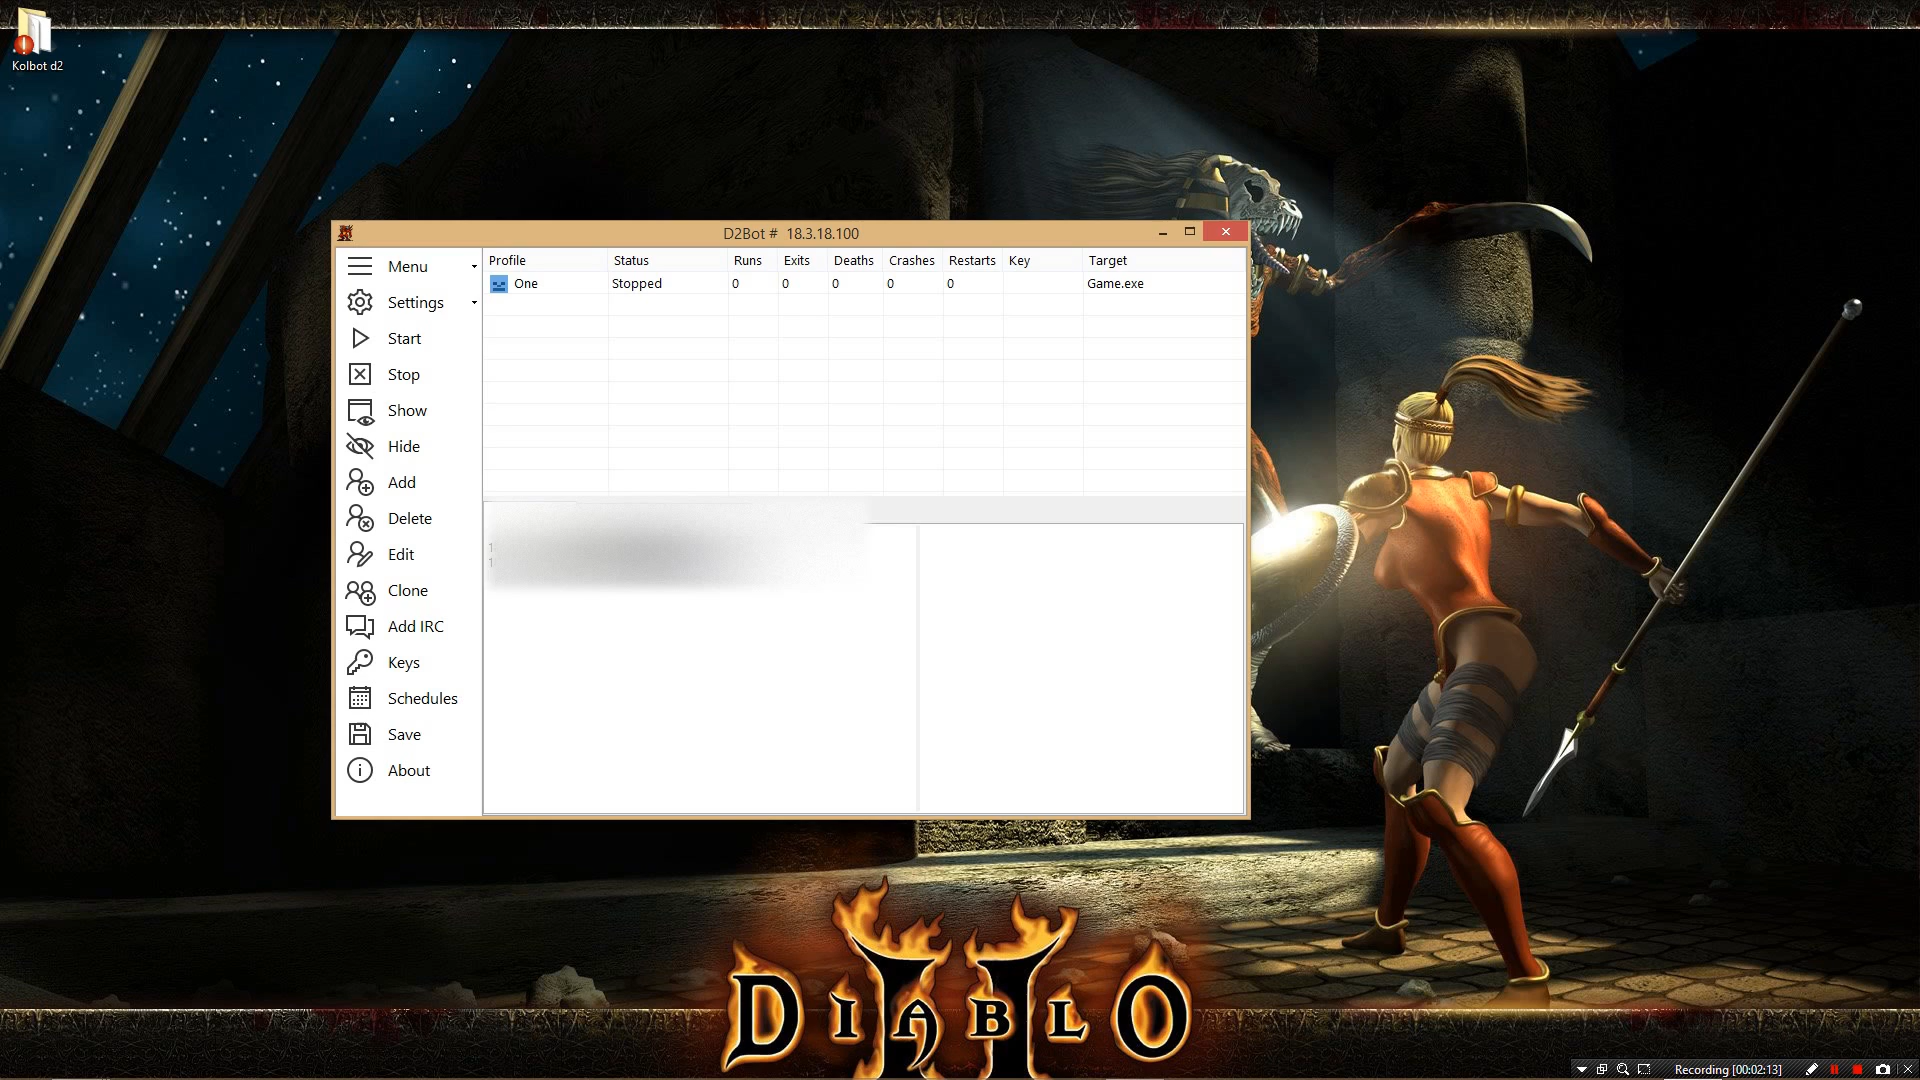 Kolbot d2
D2Bot # 18.3.18.100
Menu
Settings
Start
Stop
Show
Hide
Add
Delete
Edit
Clone
Add IRC
Keys
Schedules
Save
About
Profile Status Runs Exits Deaths Crashes Restarts Key Target
One Stopped 0 0 0 0 0 Game.exe
DIABLO
II
Recording [00:02:13]